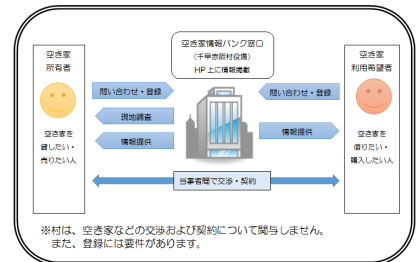 空き家情報バンク窓口
（千早赤阪村役場）
HP上に情報掲載
空き家
所有者
空き家を
貸したい・
売りたい人
問い合わせ・登録
現地調査
情報提供
問い合わせ・登録
情報提供
空き家
利用希望者
空き家を
借りたい・
購入したい人
当事者間で交渉・契約
※村は、空き家などの交渉および契約について関与しません。
また、登録には要件があります。